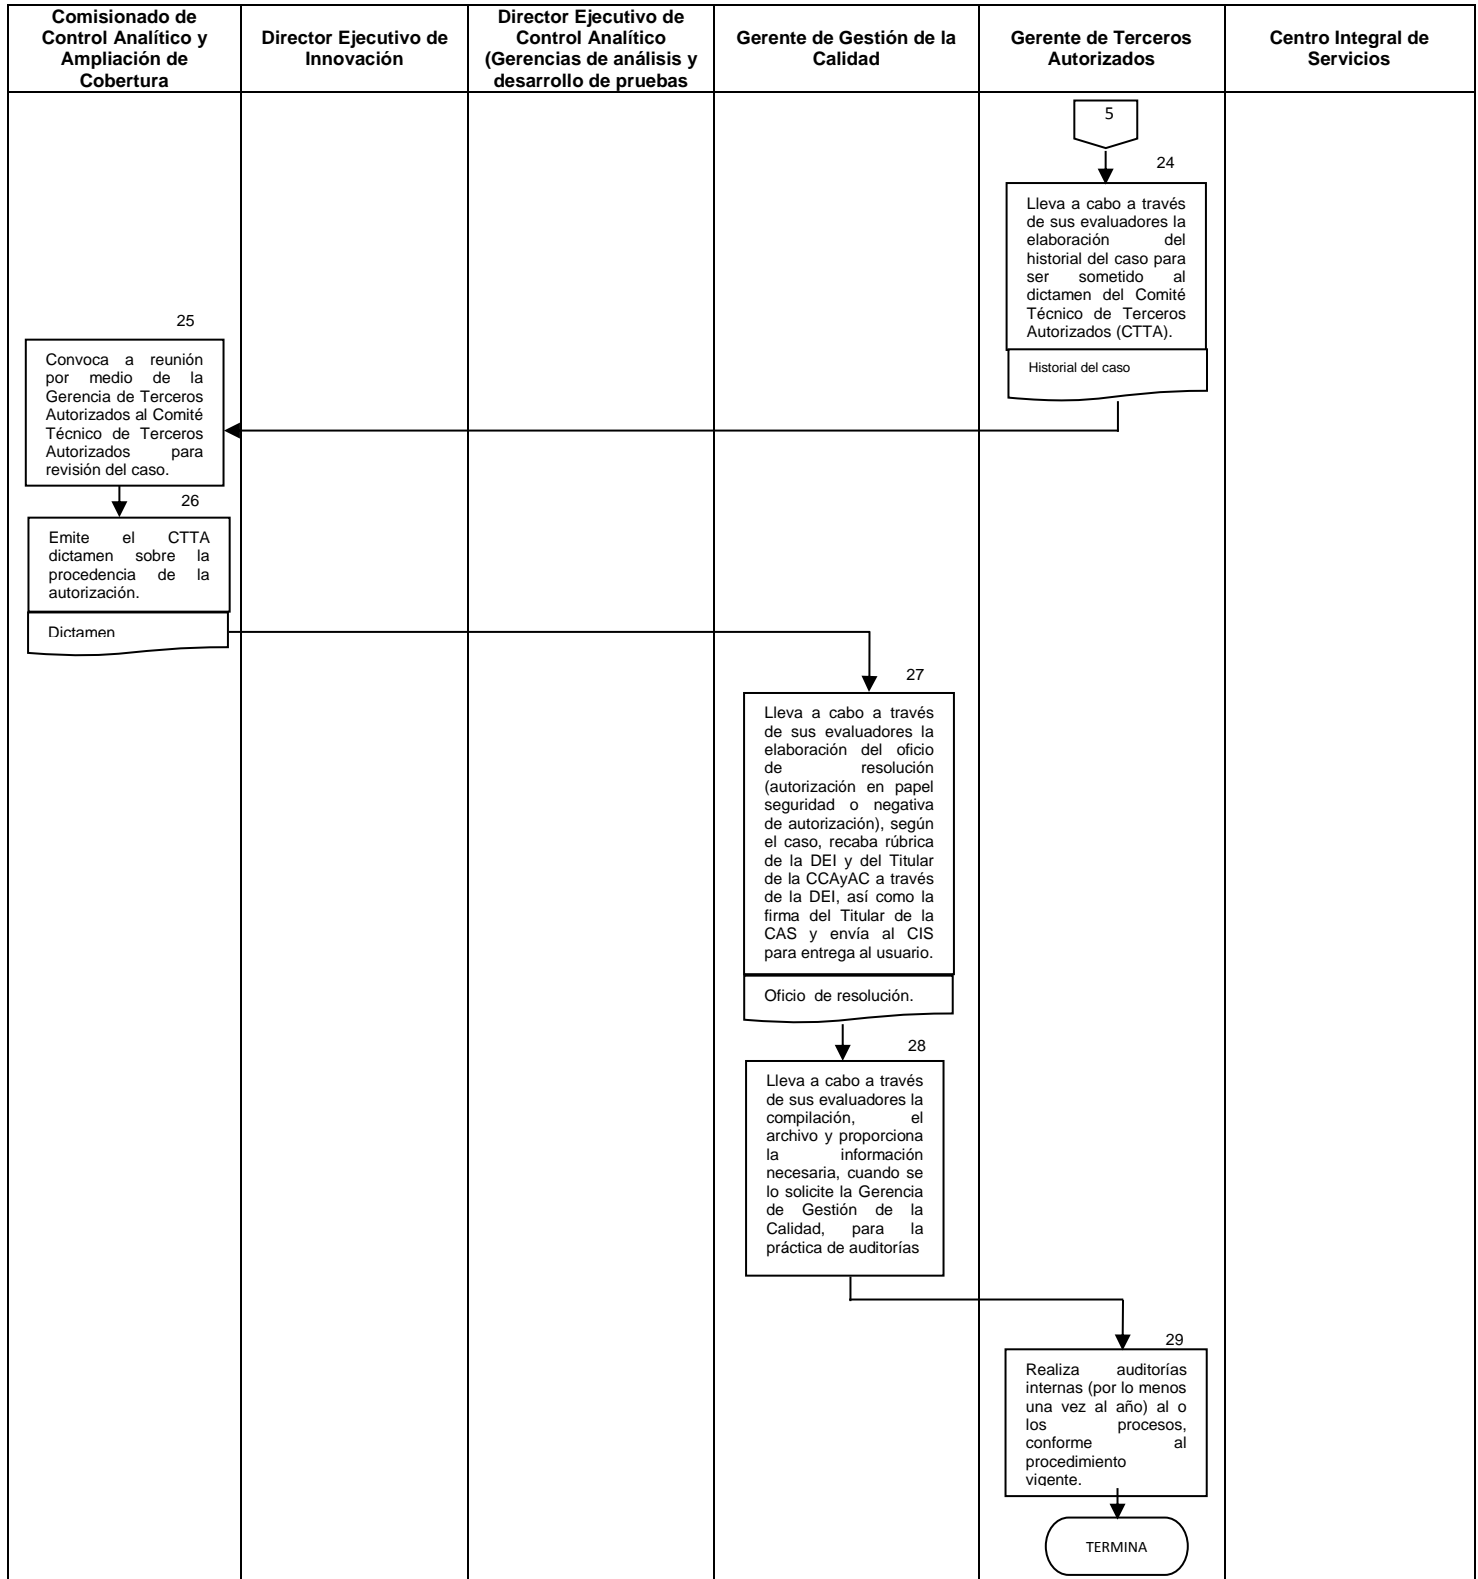 Comisionado de
Control Analítico y
Ampliación de
Cobertura
Director Ejecutivo de
Innovación
Director Ejecutivo de
Control Analítico
(Gerencias de análisis y
desarrollo de pruebas
Gerente de Gestión de la
Calidad
Gerente de Terceros
Autorizados
Centro Integral de
Servicios
5
24
Lleva a cabo a través
de sus evaluadores la
elaboración del
historial del caso para
ser sometido al
dictamen del Comité
Técnico de Terceros
Autorizados (CTTA).
Historial del caso
25
Convoca a reunión
por medio de la
Gerencia de Terceros
Autorizados al Comité
Técnico de Terceros
Autorizados para
revisión del caso.
26
Emite el CTTA
dictamen sobre la
procedencia de la
autorización.
Dictamen
27
Lleva a cabo a través
de sus evaluadores la
elaboración del oficio
de resolución
(autorización en papel
seguridad o negativa
de autorización), según
el caso, recaba rúbrica
de la DEI y del Titular
de la CCAyAC a través
de la DEI, así como la
firma del Titular de la
CAS y envía al CIS
para entrega al usuario.
Oficio de resolución.
28
Lleva a cabo a través
de sus evaluadores la
compilación, el
archivo y proporciona
la información
necesaria, cuando se
lo solicite la Gerencia
de Gestión de la
Calidad, para la
práctica de auditorías
29
Realiza auditorías
internas (por lo menos
una vez al año) al o
los procesos,
conforme al
procedimiento
vigente.
TERMINA